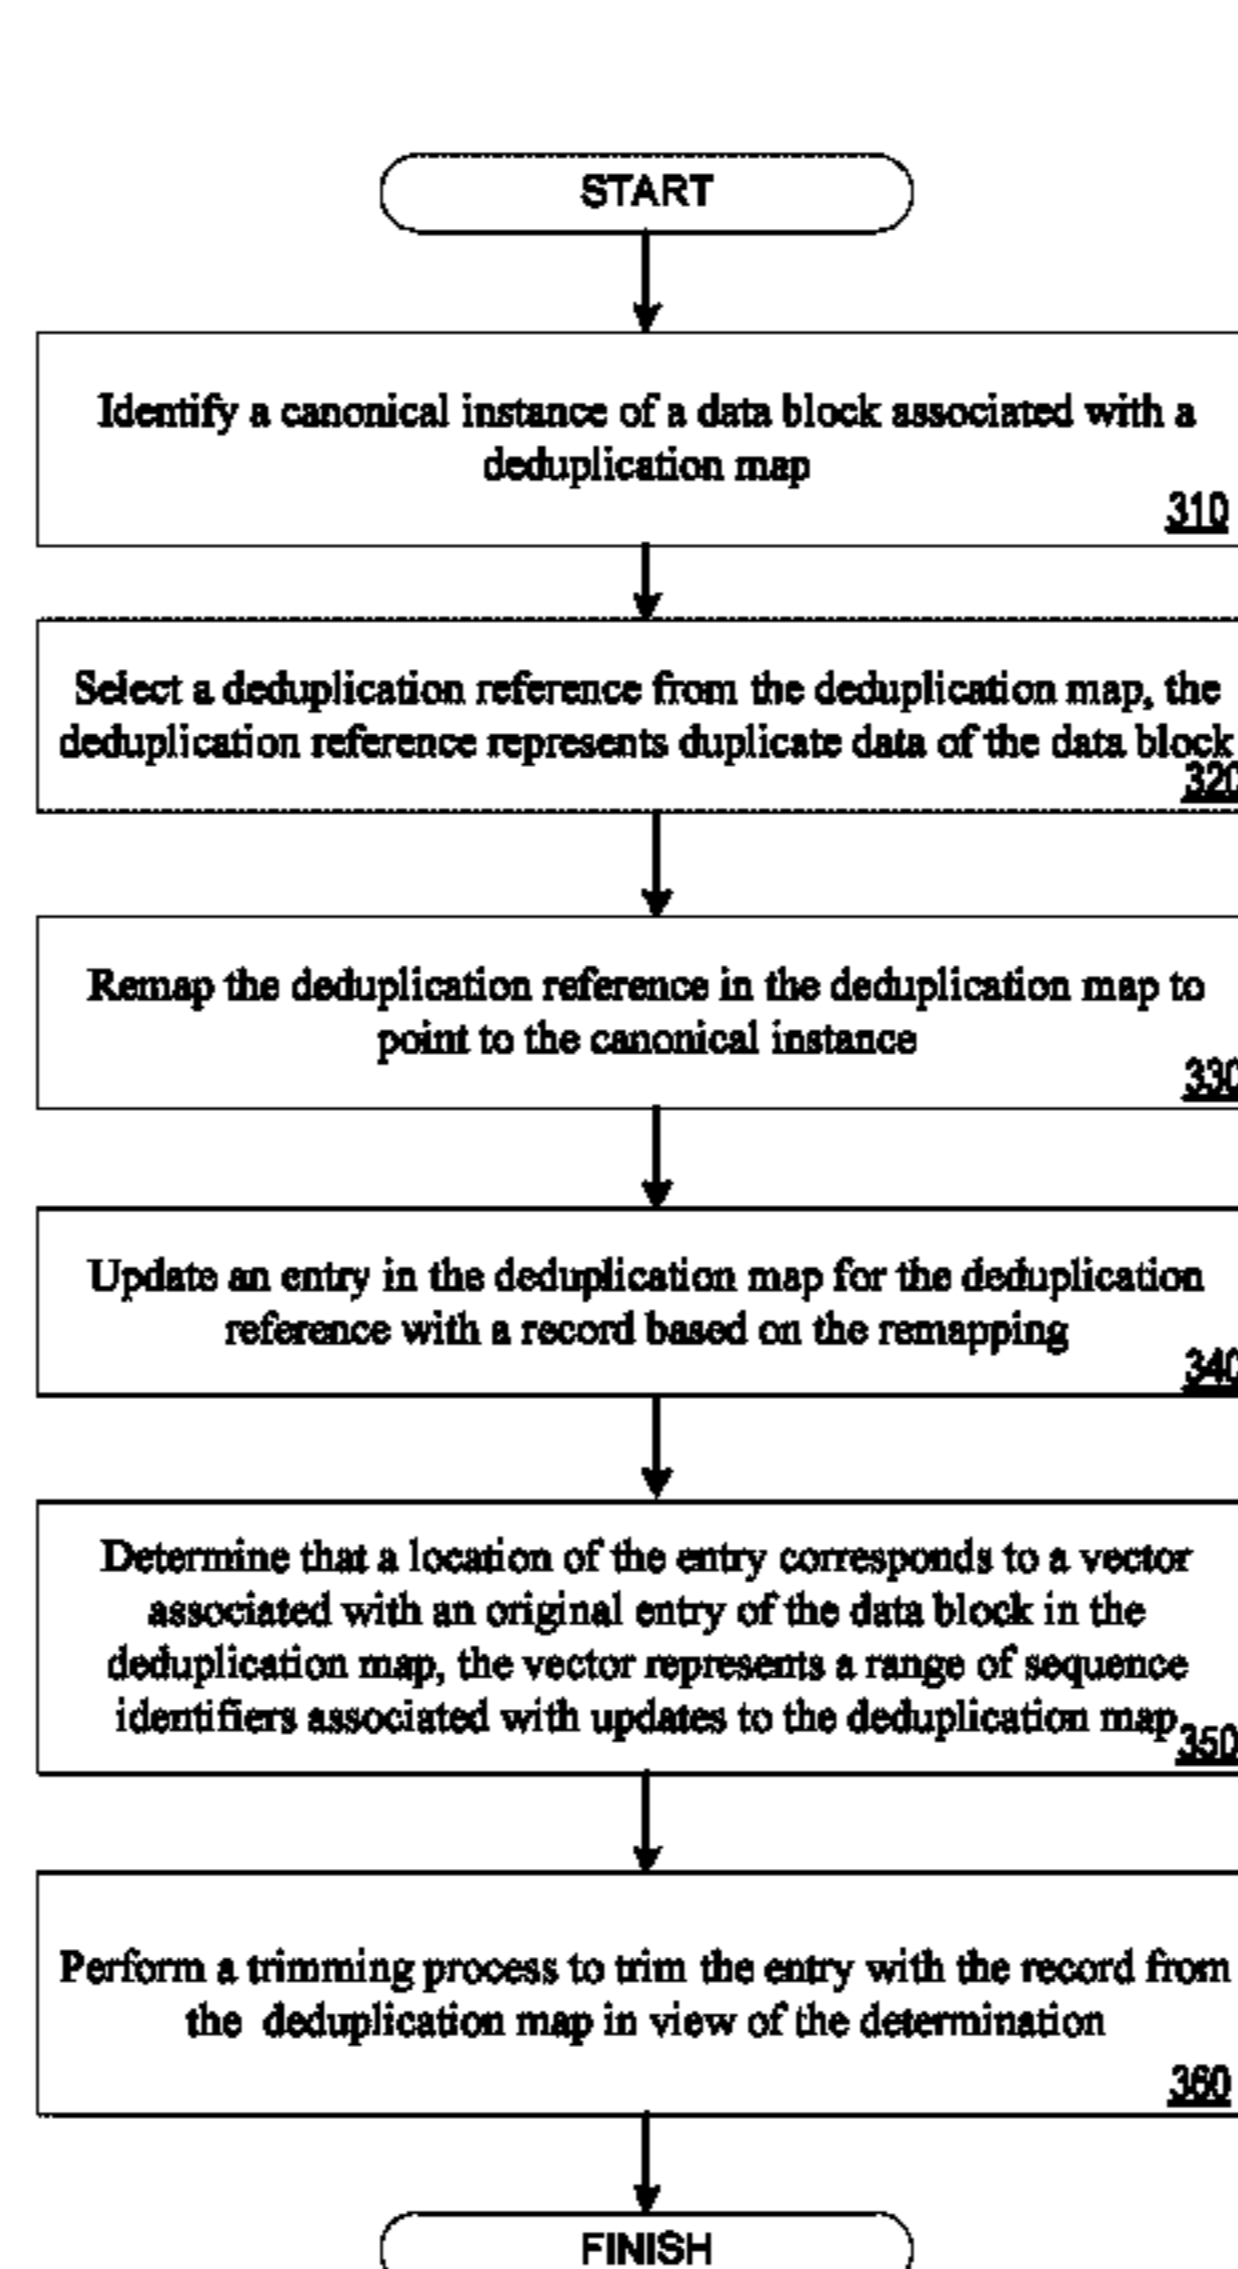 START
Identify a canonical instance of a data block associated with a
deduplication map
310
Select a deduplication reference from the deduplication map, the
deduplication reference represents duplicate data of the data block
320
Remap the deduplication reference in the deduplication map to
point to the canonical instance
330
Update an entry in the deduplication map for the deduplication
reference with a record based on the remapping
340
Determine that a location of the entry corresponds to a vector
associated with an original entry of the data block in the
deduplication map, the vector represents a range of sequence
identifiers associated with updates to the deduplication map
350
Perform a trimming process to trim the entry with the record from
the deduplication map in view of the determination
360
FINISH